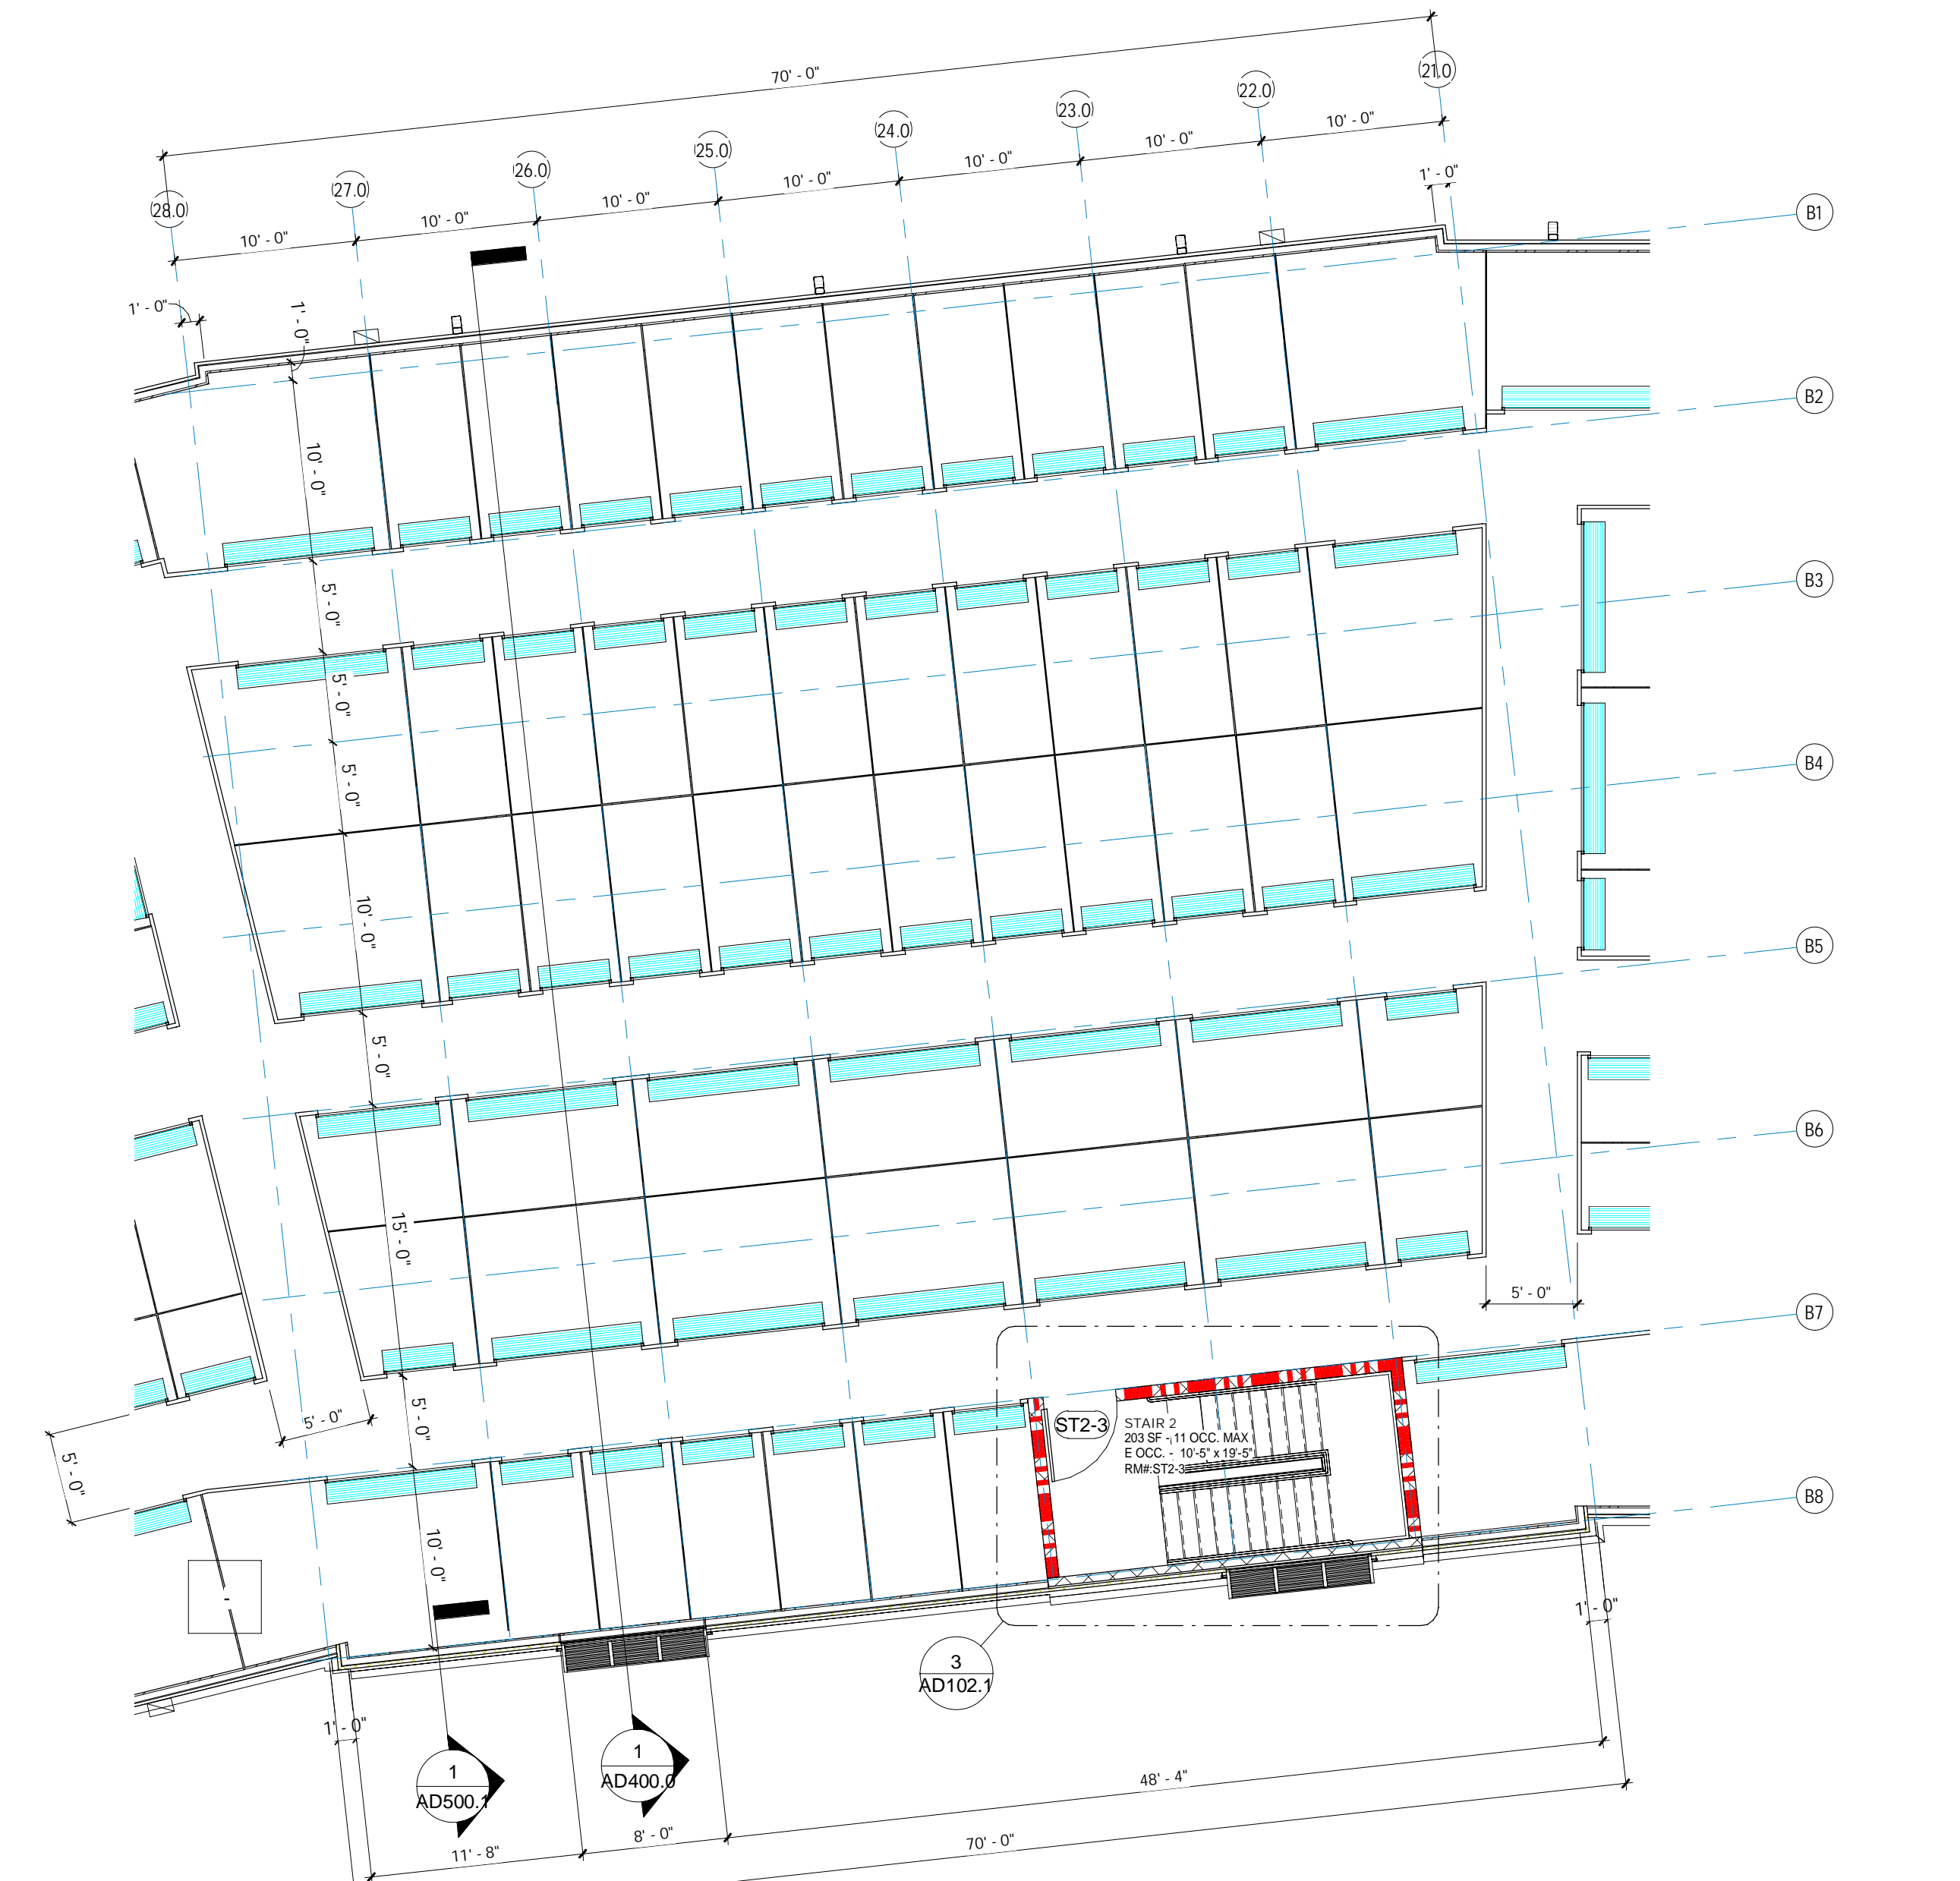 70' - 0"
(21.0)
(22.0)
(23.0)
(24.0)
(25.0)
(26.0)
(27.0)
(28.0)
10' - 0"
10' - 0"
10' - 0"
10' - 0"
10' - 0"
10' - 0"
10' - 0"
1' - 0"
B1
1' - 0"
1' - 0"
B2
10' - 0"
B3
5' - 0"
5' - 0"
B4
5' - 0"
10' - 0"
B5
5' - 0"
B6
15' - 0"
5' - 0"
B7
5' - 0"
5' - 0"
5' - 0"
ST2-3
STAIR 2
203 SF - 11 OCC. MAX
E OCC. - 10'-5" x 19'-5"
RM#:ST2-3
B8
10' - 0"
-
1' - 0"
3
AD102.1
1' - 0"
1
AD500.1
1
AD400.0
48' - 4"
8' - 0"
11' - 8"
70' - 0"